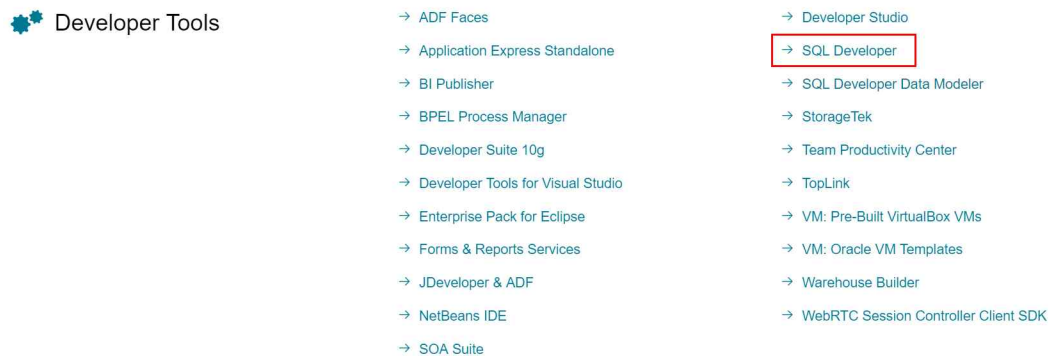 Developer Tools
ADF Faces
Application Express Standalone
BI Publisher
BPEL Process Manager
Developer Suite 10g
Developer Tools for Visual Studio
Enterprise Pack for Eclipse
Forms & Reports Services
JDeveloper & ADF
NetBeans IDE
SOA Suite
Developer Studio
SQL Developer
SQL Developer Data Modeler
StorageTek
Team Productivity Center
TopLink
VM: Pre-Built VirtualBox VMs
VM: Oracle VM Templates
Warehouse Builder
WebRTC Session Controller Client SDK